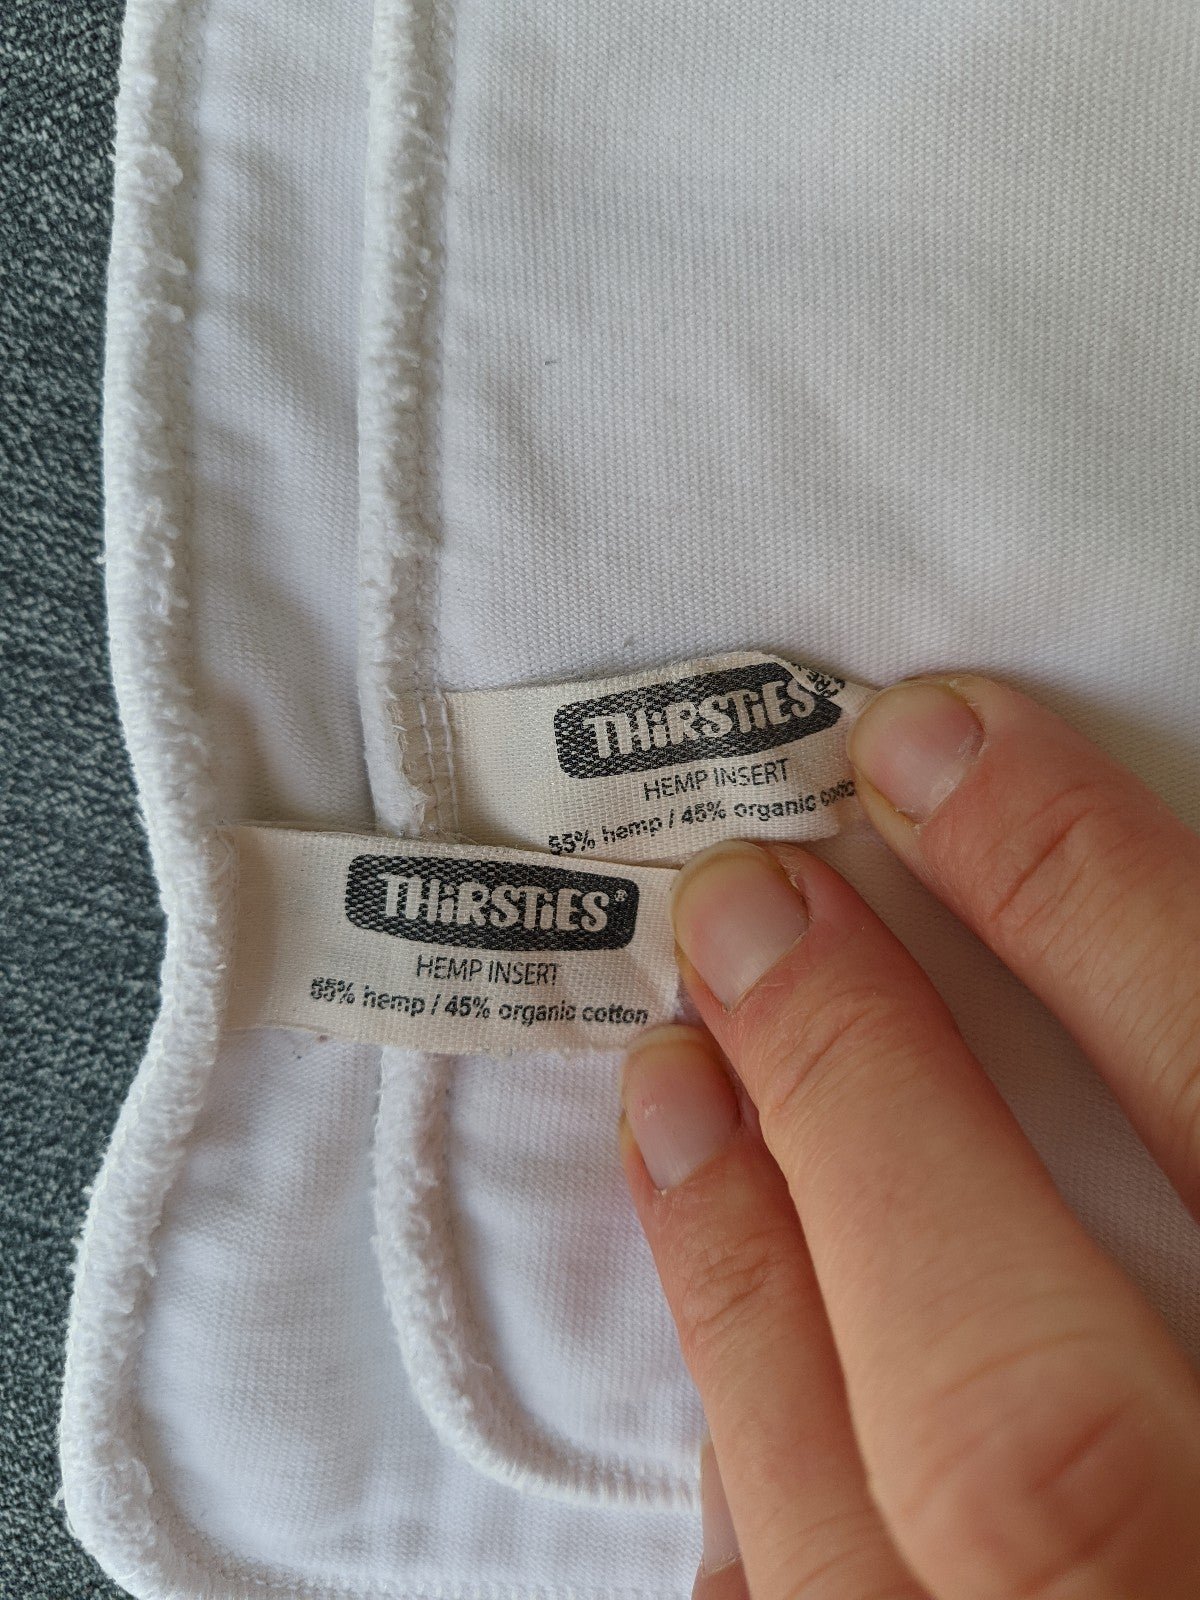 THiRSTiES
HEMP INSERT
55% hemp / 45% organic
THiRSTiES®
HEMP INSERT
55% hemp / 45% organic cotton